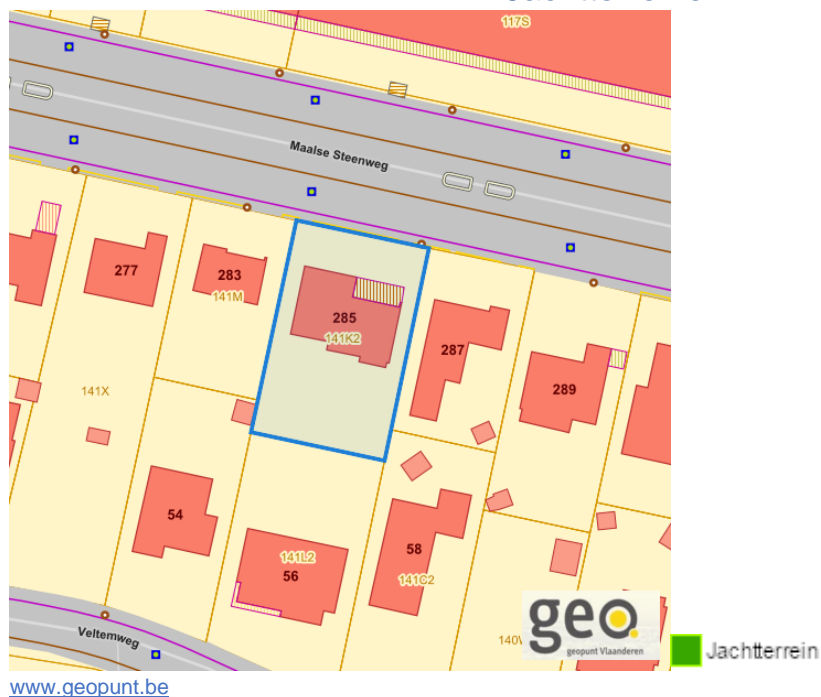 117S
Maalse Steenweg
277
283
141M
285
141K2
287
289
141X
54
141L2
56
58
141C2
Veltemweg
geo
geopunt Vlaanderen
Jachtterrein
www.geopunt.be